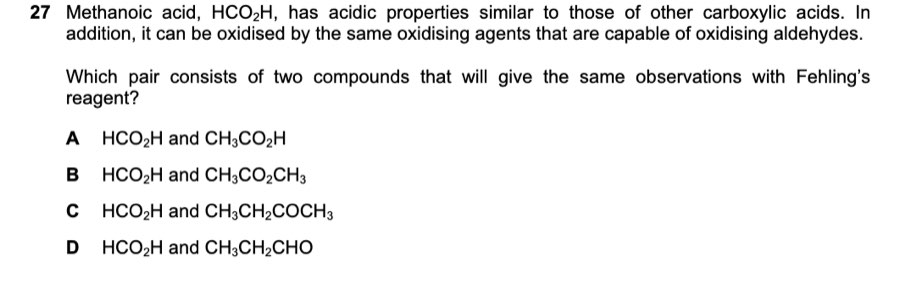 27 Methanoic acid, HCO₂H, has acidic properties similar to those of other carboxylic acids. In
addition, it can be oxidised by the same oxidising agents that are capable of oxidising aldehydes.
Which pair consists of two compounds that will give the same observations with Fehling's
reagent?
A HCO₂H and CH₃CO₂H
B HCO₂H and CH₃CO₂CH₃
C HCO₂H and CH₃CH₂COCH₃
D HCO₂H and CH₃CH₂CHO